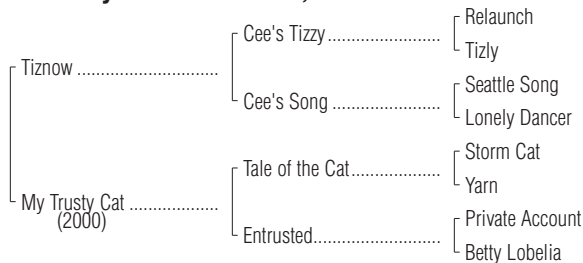 Relaunch
Cee's Tizzy
Tizly
Tiznow
Seattle Song
Cee's Song
Lonely Dancer
Storm Cat
Tale of the Cat
Yarn
My Trusty Cat
(2000)
Private Account
Entrusted
Betty Lobelia